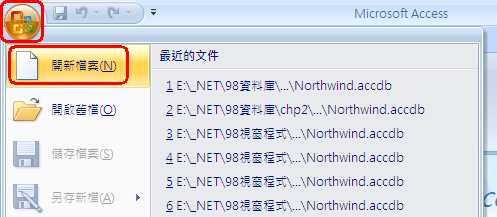 Microsoft Access
開新檔案(N)
開啟舊檔(O)
儲存檔案(S)
另存新檔(A)
最近的文件
1 E:\_NET\98資料庫\...\Northwind.accdb
2 E:\_NET\98資料庫\chp2\...\Northwind.accdb
3 E:\_NET\98視窗程式\...\Northwind.accdb
4 E:\_NET\98視窗程式\...\Northwind.accdb
5 E:\_NET\98視窗程式\...\Northwind.accdb
6 E:\_NET\98視窗程式\...\Northwind.accdb